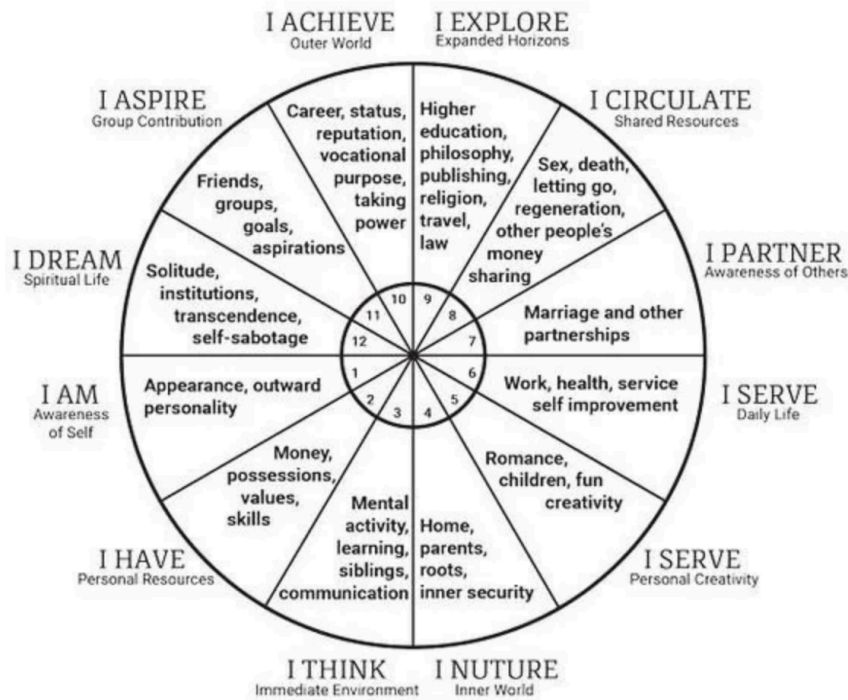 I ACHIEVE
Outer World
I EXPLORE
Expanded Horizons
I ASPIRE
Group Contribution
I CIRCULATE
Shared Resources
I DREAM
Spiritual Life
I PARTNER
Awareness of Others
I AM
Awareness
of Self
I SERVE
Daily Life
I HAVE
Personal Resources
I SERVE
Personal Creativity
I THINK
Immediate Environment
I NUTURE
Inner World
Career, status,
reputation,
vocational
purpose,
taking
power
Higher
education,
philosophy,
publishing,
religion,
travel,
law
Friends,
groups,
goals,
aspirations
Sex, death,
letting go,
regeneration,
other people's
money
sharing
Solitude,
institutions,
transcendence,
self-sabotage
Marriage and other
partnerships
Appearance, outward
personality
Work, health, service
self improvement
Money,
possessions,
values,
skills
Romance,
children, fun
creativity
Mental
activity,
learning,
siblings,
communication
Home,
parents,
roots,
inner security
10
9
11
8
12
7
1
6
2
5
3
4